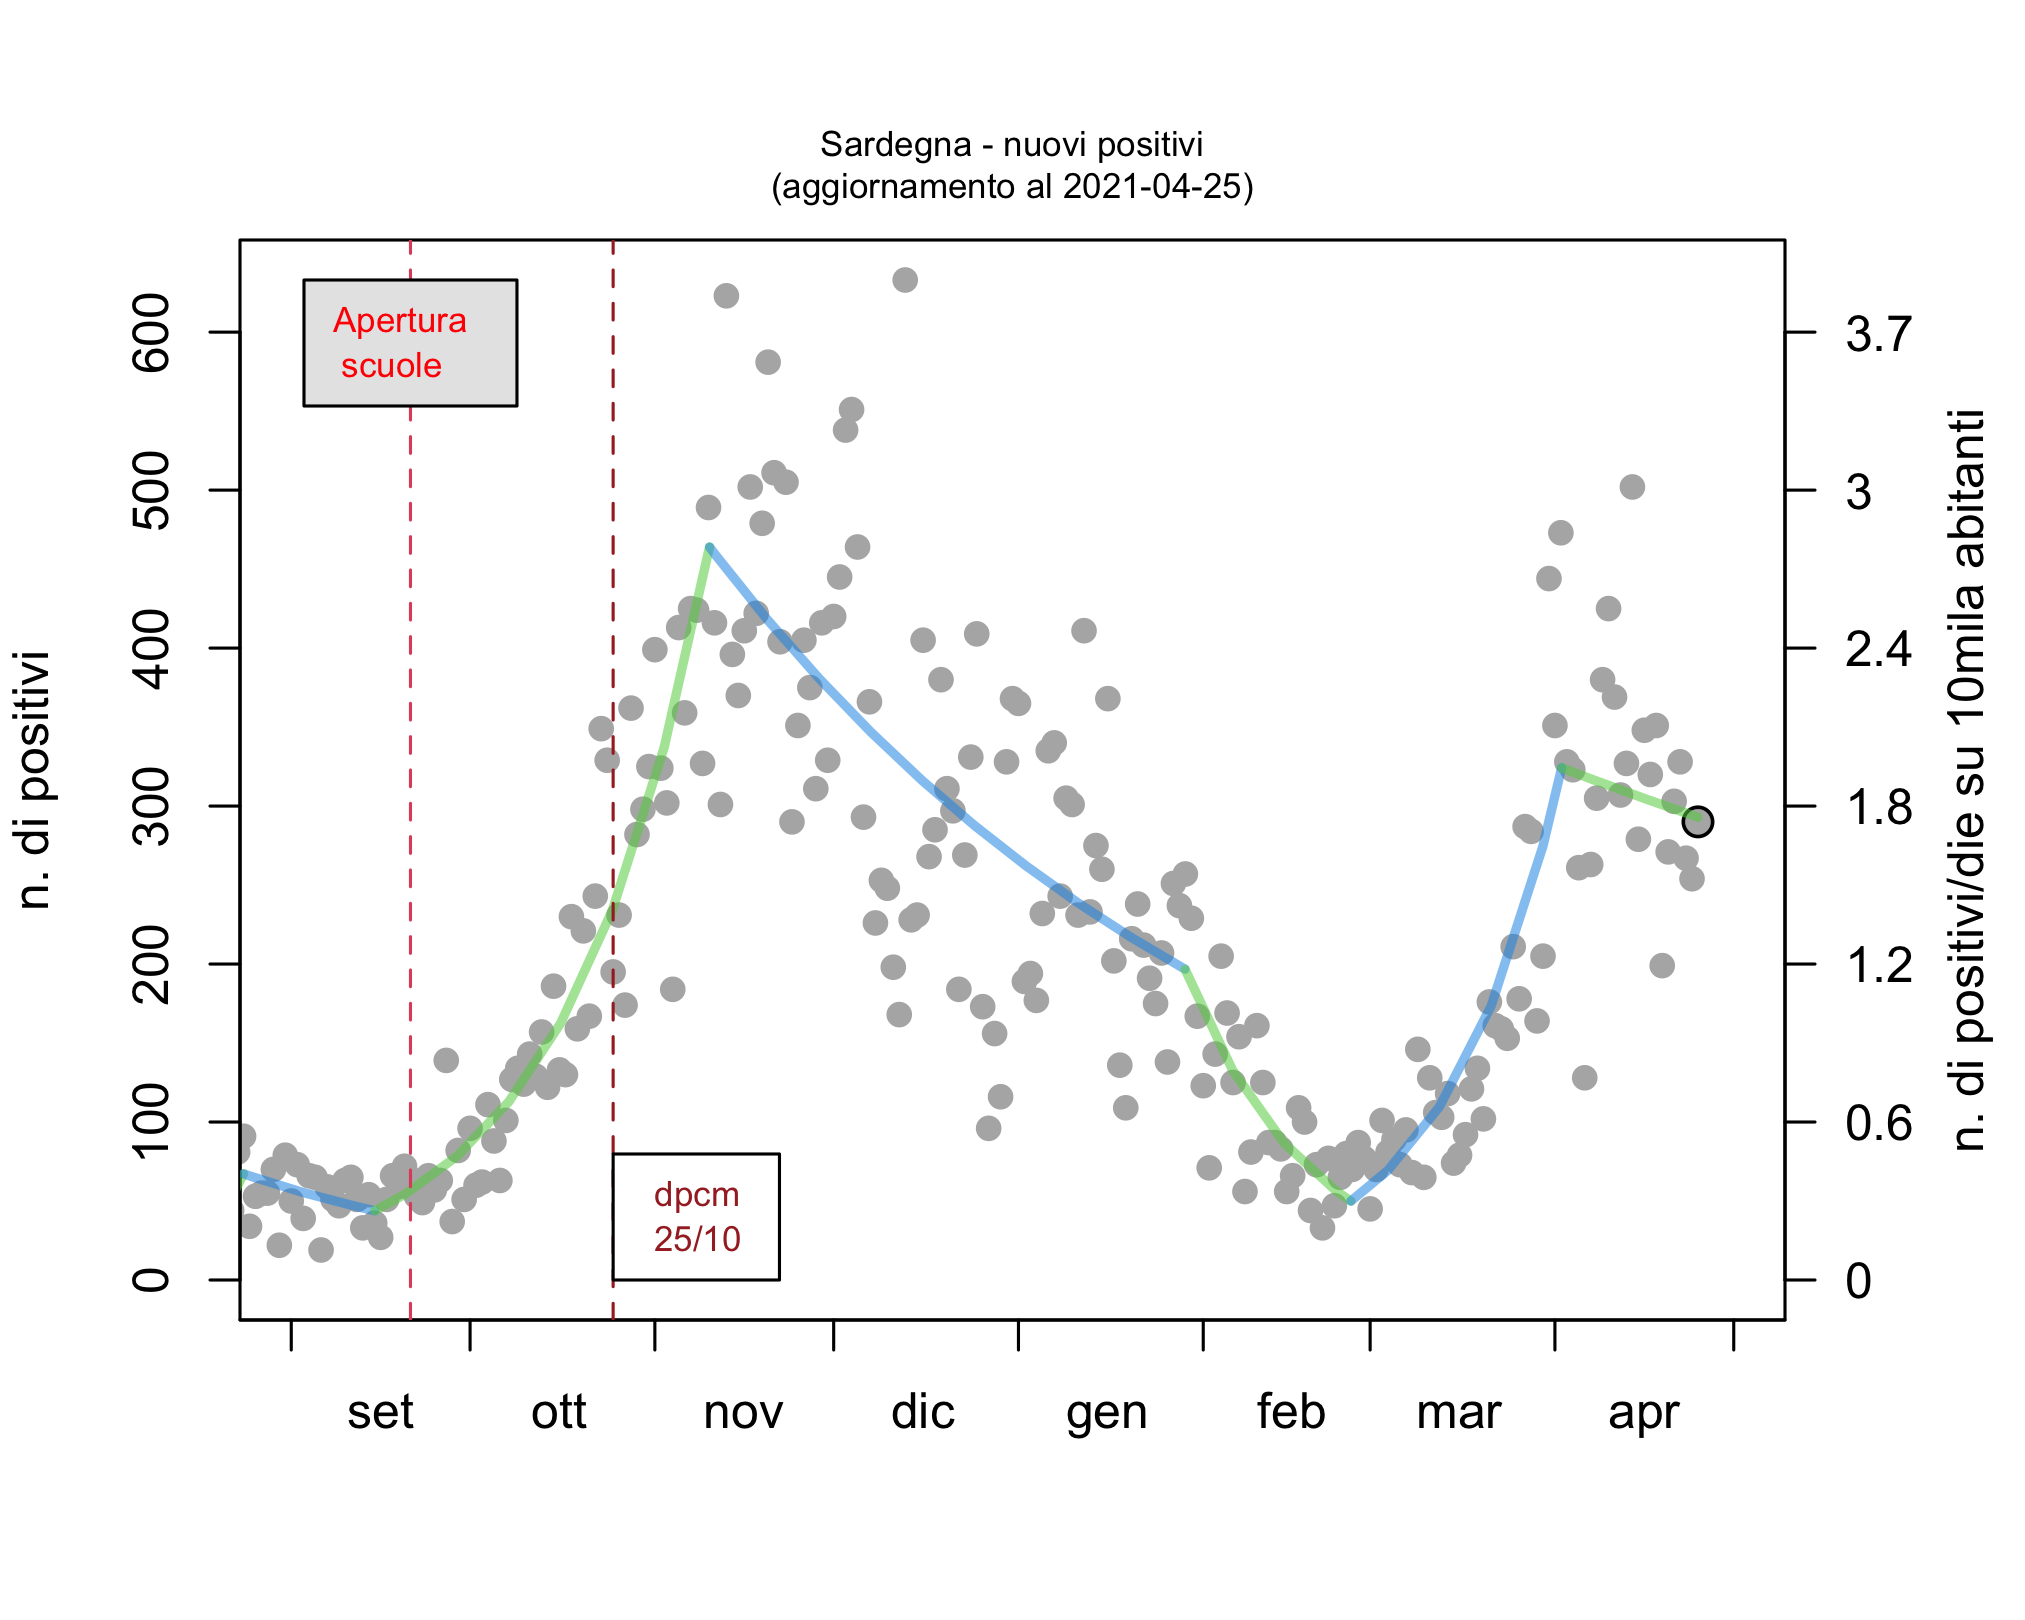 Sardegna - nuovi positivi
(aggiornamento al 2021-04-25)
n. di positivi
600
500
400
300
200
100
0
Apertura
scuole
dpcm
25/10
3.7
3
2.4
1.8
1.2
0.6
0
n. di positivi/die su 10mila abitanti
set ott nov dic gen feb mar apr